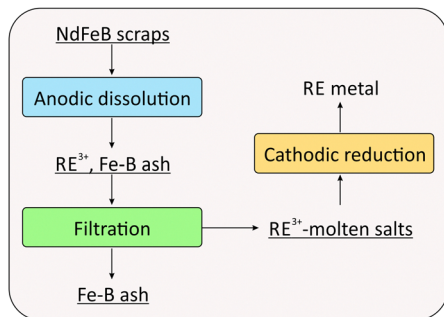 NdFeB scraps
Anodic dissolution
RE³⁺, Fe-B ash
Filtration
Fe-B ash
RE metal
Cathodic reduction
RE³⁺-molten salts